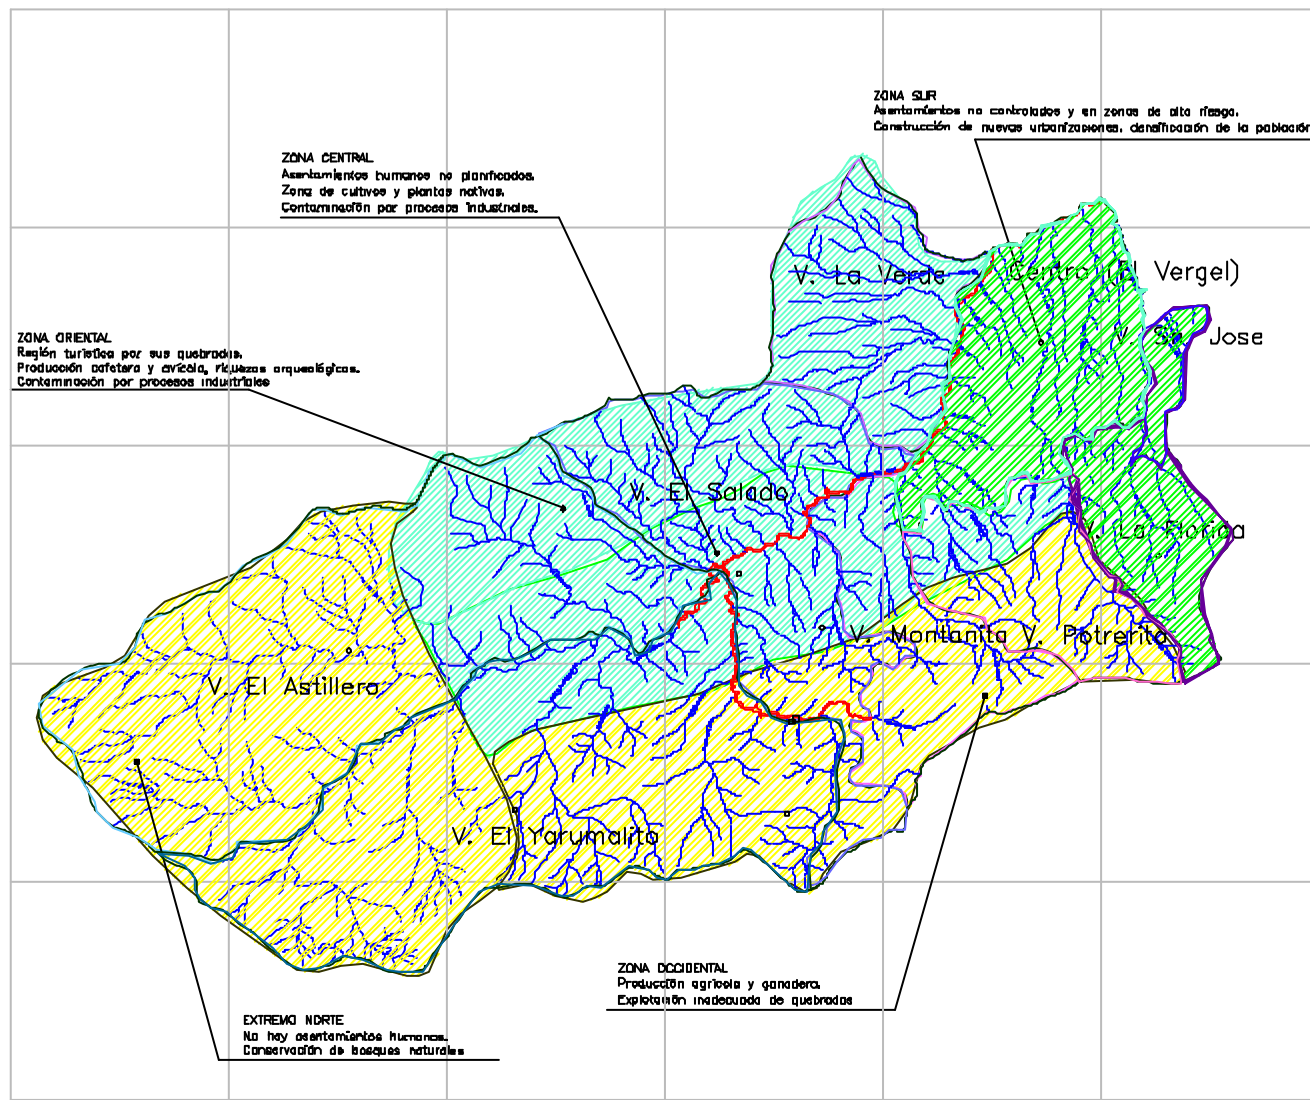 ZONA SUR
Asentamientos no controlados y en zonas de alto riesgo.
Construcción de nuevas urbanizaciones, densificación de la población
ZONA CENTRAL
Asentamientos humanos no planificados.
Zona de cultivos y plantas nativas.
Contaminación por procesos industriales.
V. La Verde
Centro (El Vergel)
V. San Jose
ZONA ORIENTAL
Región turística por sus quebradas.
Producción cafetera y avícola, riquezas arqueológicas.
Contaminación por procesos industriales
V. El Salado
V. La Florida
V. Montanita
V. Potrerito
V. El Astillero
V. El Yarumalito
ZONA OCCIDENTAL
Producción agrícola y ganadera.
Explotación inadecuada de quebradas
EXTREMO NORTE
No hay asentamientos humanos.
Conservación de bosques naturales